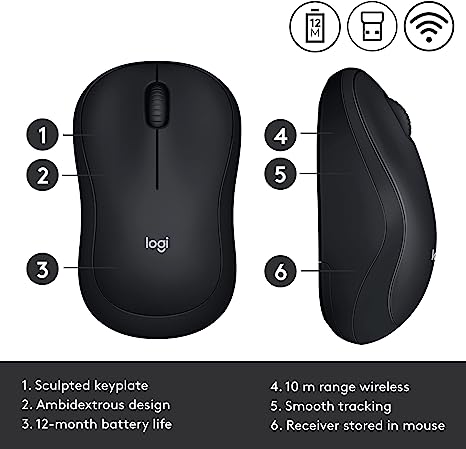 12
M
1
2
3
logi
4
5
6
1. Sculpted keyplate
2. Ambidextrous design
3. 12-month battery life
4. 10 m range wireless
5. Smooth tracking
6. Receiver stored in mouse